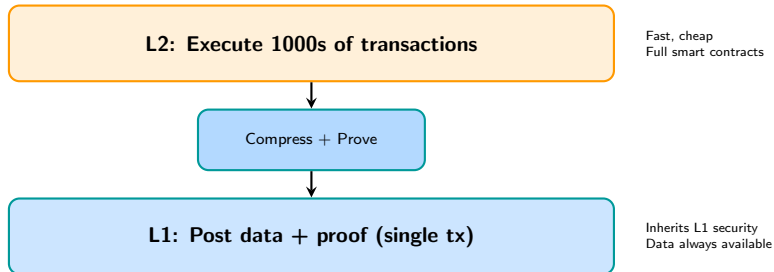 L2: Execute 1000s of transactions
Fast, cheap
Full smart contracts
Compress + Prove
L1: Post data + proof (single tx)
Inherits L1 security
Data always available